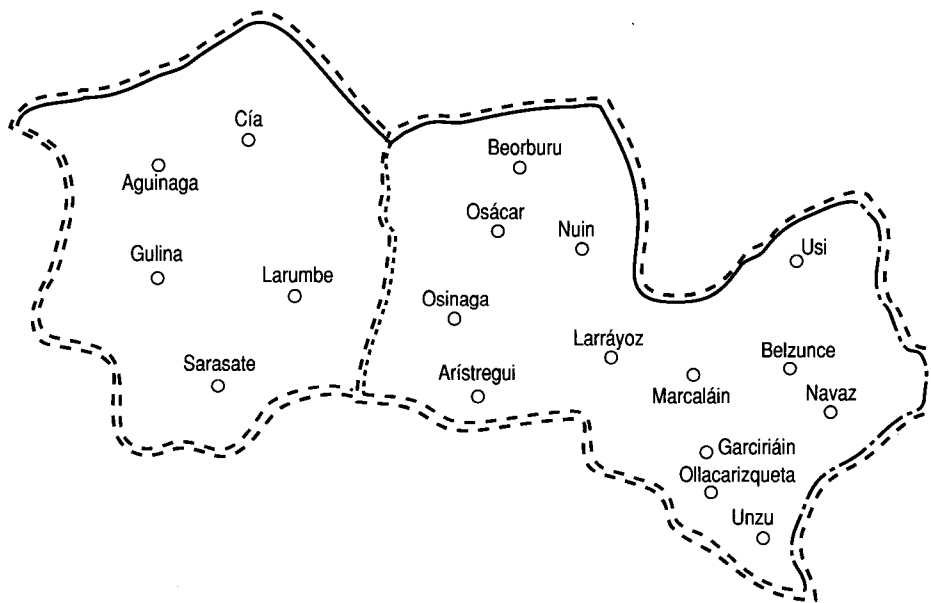 Cía
Beorburu
Aguinaga
Osácar
Nuin
Usi
Gulina
Larumbe
Osinaga
Larráyoz
Belzunce
Sarasate
Arístregui
Marcaláin
Navaz
Garciriáin
Ollacarizqueta
Unzu